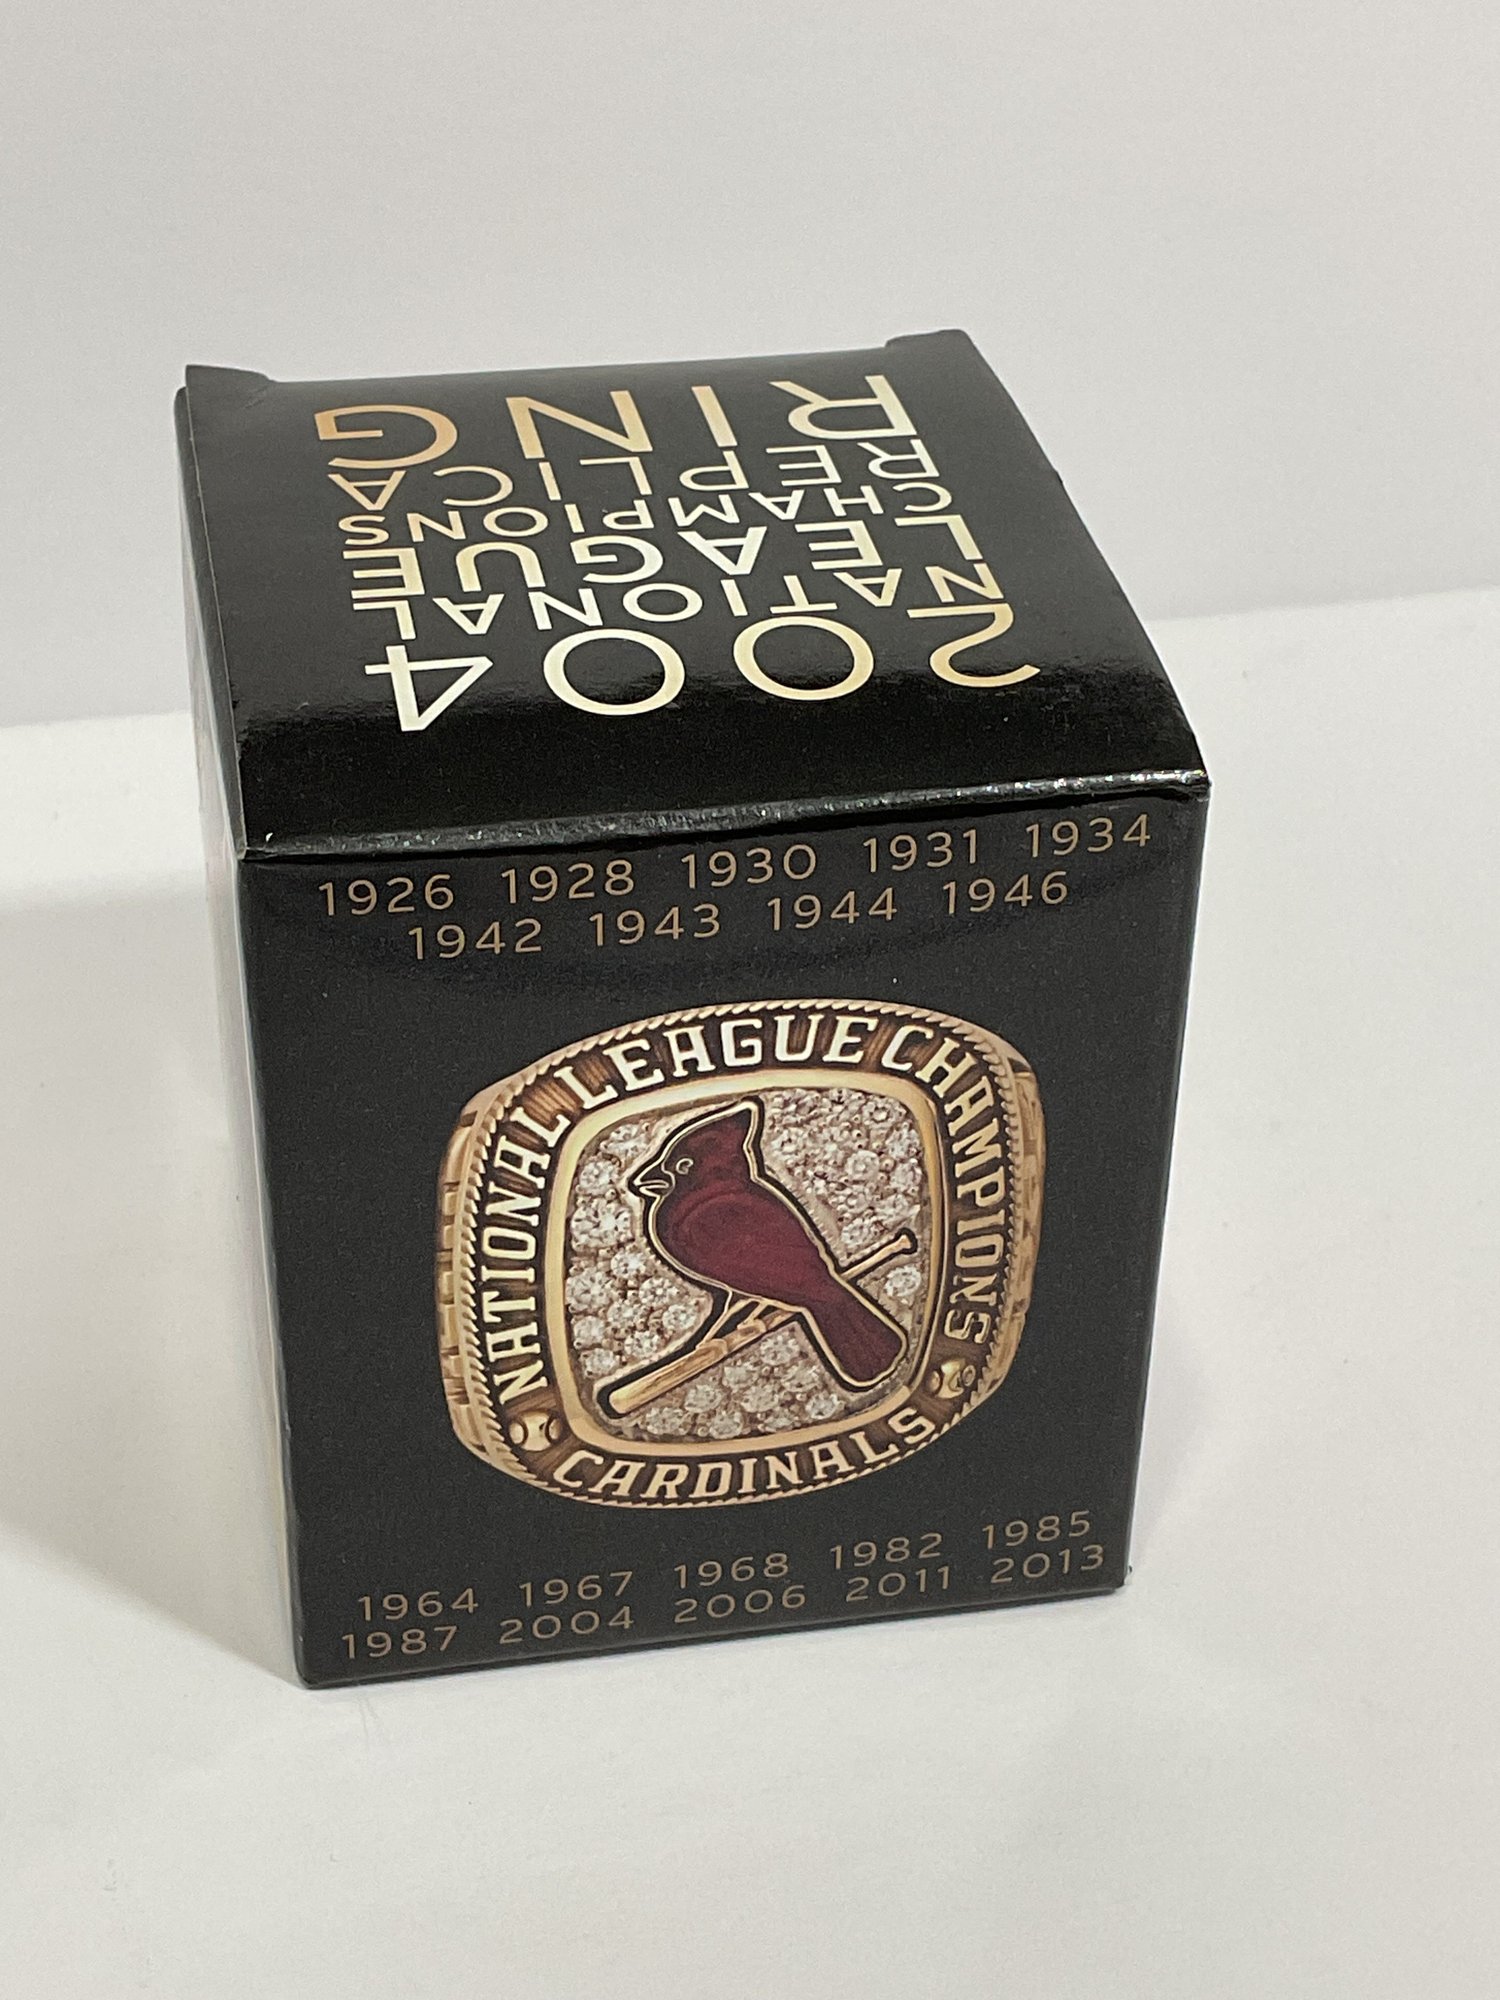 2004
NATIONAL
LEAGUE
CHAMPIONS
REPLICA
RING
1926 1928 1930 1931 1934
1942 1943 1944 1946
NATIONAL LEAGUE CHAMPIONS
CARDINALS
1964 1967 1968 1982 1985
1987 2004 2006 2011 2013